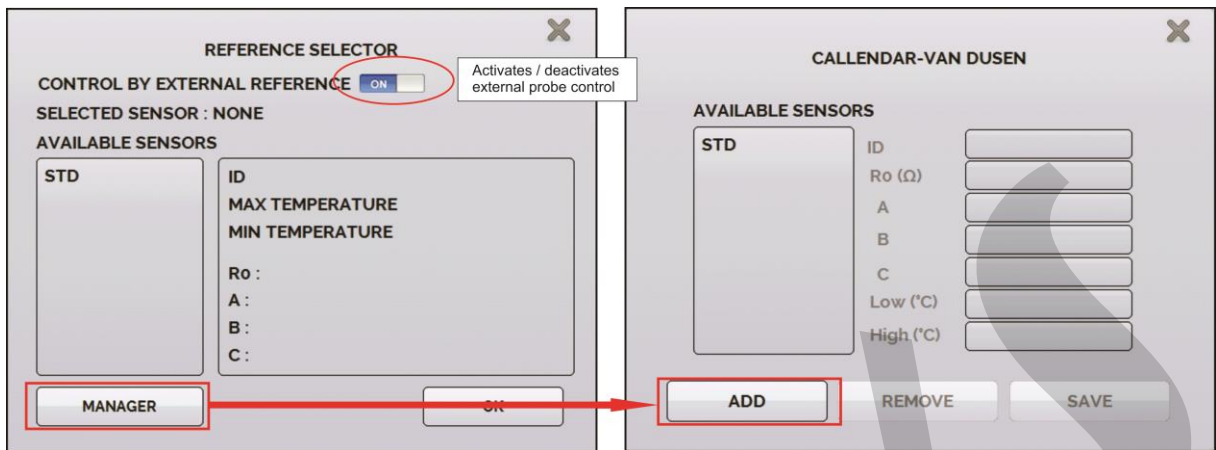 REFERENCE SELECTOR
CONTROL BY EXTERNAL REFERENCE ON
Activates / deactivates
external probe control
SELECTED SENSOR : NONE
AVAILABLE SENSORS
STD
ID
MAX TEMPERATURE
MIN TEMPERATURE
Ro :
A :
B :
C :
MANAGER
OK
CALLENDAR-VAN DUSEN
AVAILABLE SENSORS
STD
ID
Ro (Ω)
A
B
C
Low (°C)
High (°C)
ADD
REMOVE
SAVE